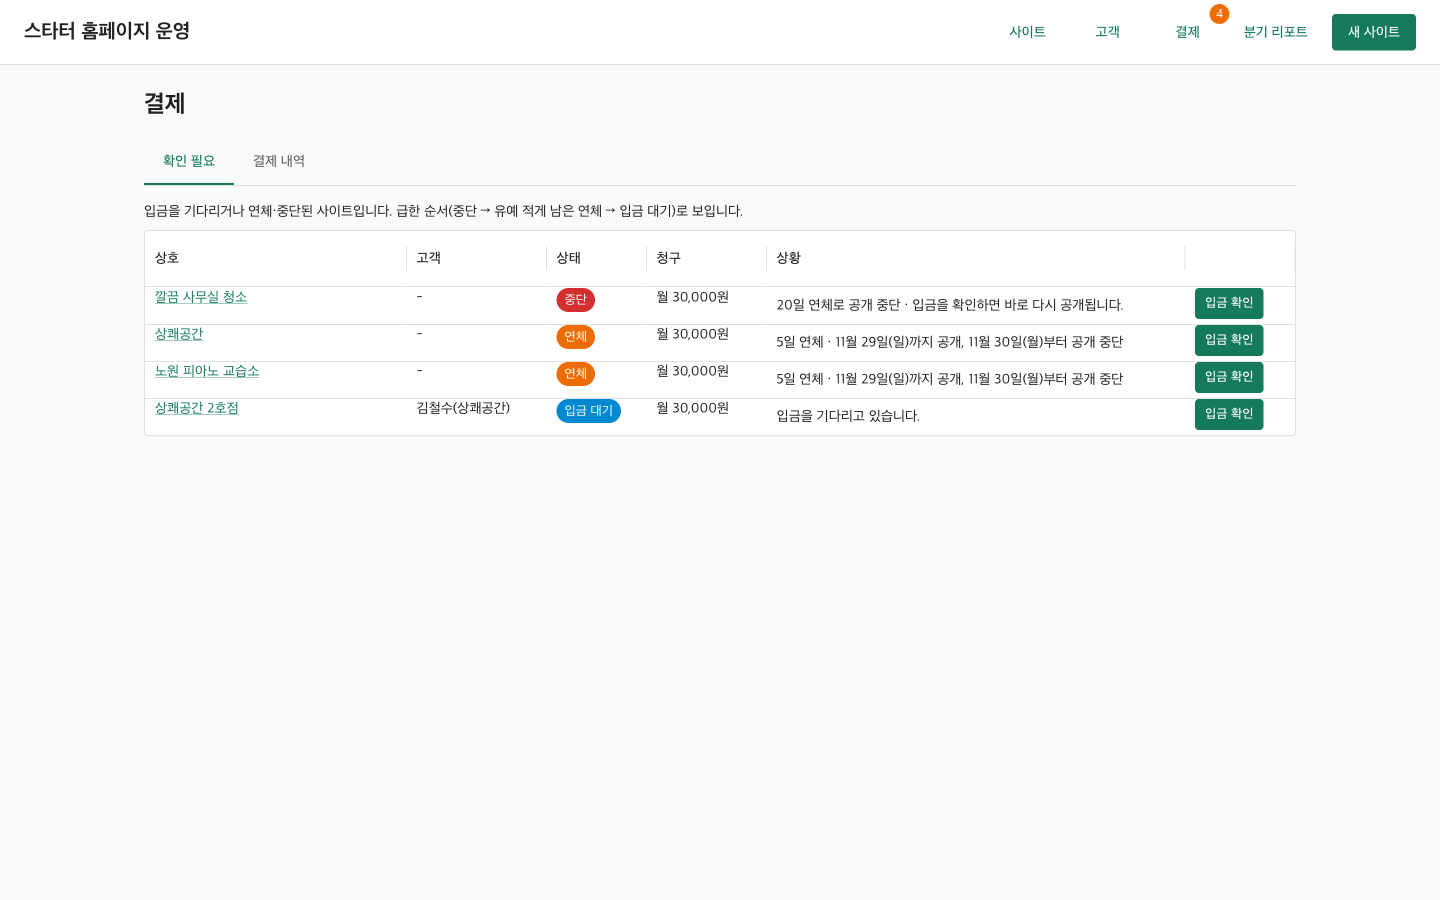 스타터 홈페이지 운영
사이트 고객 결제 4 분기 리포트 새 사이트
결제
확인 필요 결제 내역
입금을 기다리거나 연체·중단된 사이트입니다. 급한 순서(중단 → 유예 적게 남은 연체 → 입금 대기)로 보입니다.
상호 고객 상태 청구 상황
깔끔 사무실 청소 - 중단 월 30,000원 20일 연체로 공개 중단 · 입금을 확인하면 바로 다시 공개됩니다. 입금 확인
상쾌공간 - 연체 월 30,000원 5일 연체 · 11월 29일(일)까지 공개, 11월 30일(월)부터 공개 중단 입금 확인
노원 피아노 교습소 - 연체 월 30,000원 5일 연체 · 11월 29일(일)까지 공개, 11월 30일(월)부터 공개 중단 입금 확인
상쾌공간 2호점 김철수(상쾌공간) 입금 대기 월 30,000원 입금을 기다리고 있습니다. 입금 확인